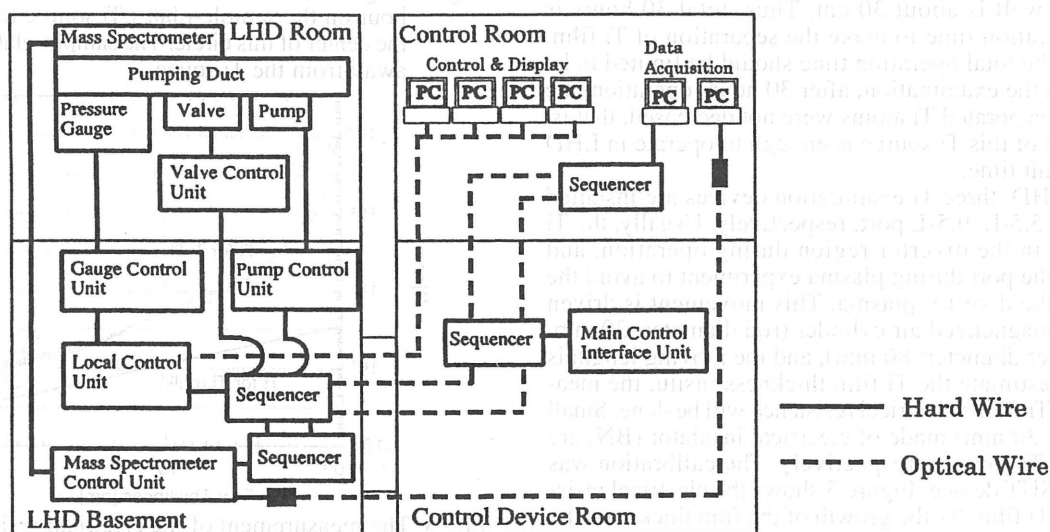 Mass Spectrometer
LHD Room
Pumping Duct
Pressure
Gauge
Valve
Pump
Valve Control
Unit
Control Room
Control & Display
PC PC PC PC
Data
Acquisition
PC PC
Sequencer
Gauge Control
Unit
Pump Control
Unit
Local Control
Unit
Sequencer
Sequencer
Mass Spectrometer
Control Unit
LHD Basement
Sequencer
Main Control
Interface Unit
Control Device Room
Hard Wire
Optical Wire